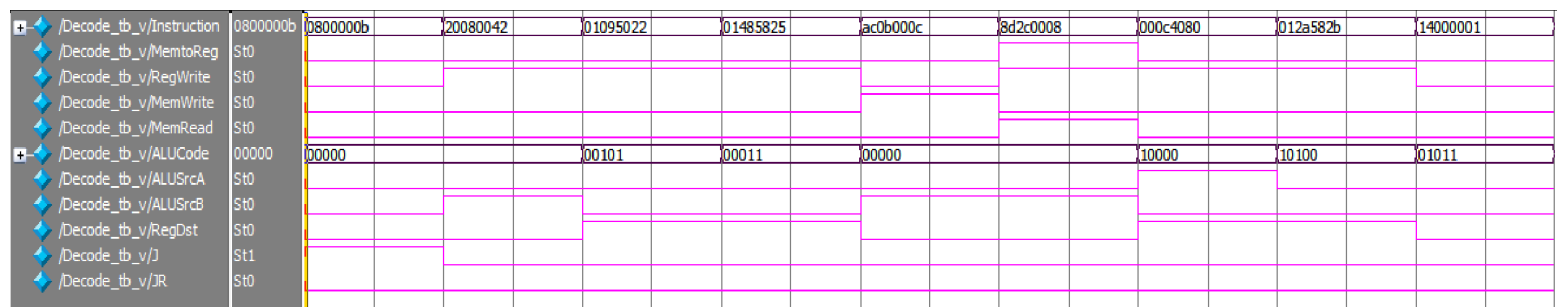 /Decode_tb_v/Instruction 0800000b 0800000b 20080042 01095022 01485825 ac0b000c 8d2c0008 000c4080 012a582b 14000001
/Decode_tb_v/MemtoReg St0
/Decode_tb_v/RegWrite St0
/Decode_tb_v/MemWrite St0
/Decode_tb_v/MemRead St0
/Decode_tb_v/ALUCode 00000 00000 00101 00011 00000 10000 10100 01011
/Decode_tb_v/ALUSrcA St0
/Decode_tb_v/ALUSrcB St0
/Decode_tb_v/RegDst St0
/Decode_tb_v/J St1
/Decode_tb_v/JR St0